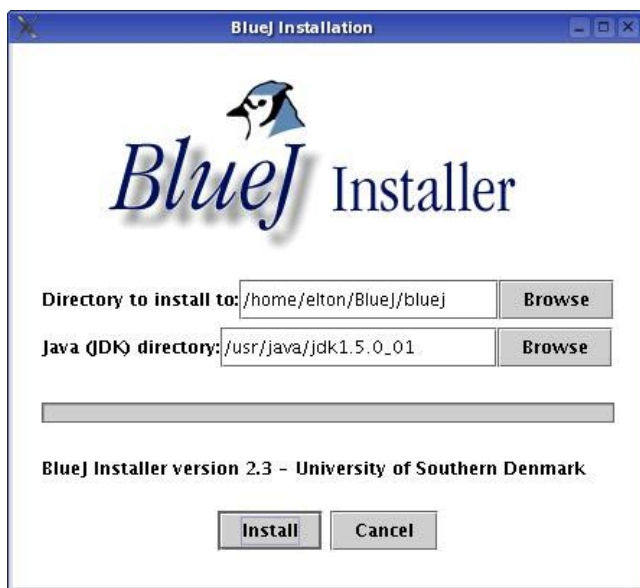 BlueJ Installation
BlueJ Installer
Directory to install to: /home/elton/BlueJ/bluej Browse
Java (JDK) directory: /usr/java/jdk1.5.0_01 Browse
BlueJ Installer version 2.3 - University of Southern Denmark
Install Cancel